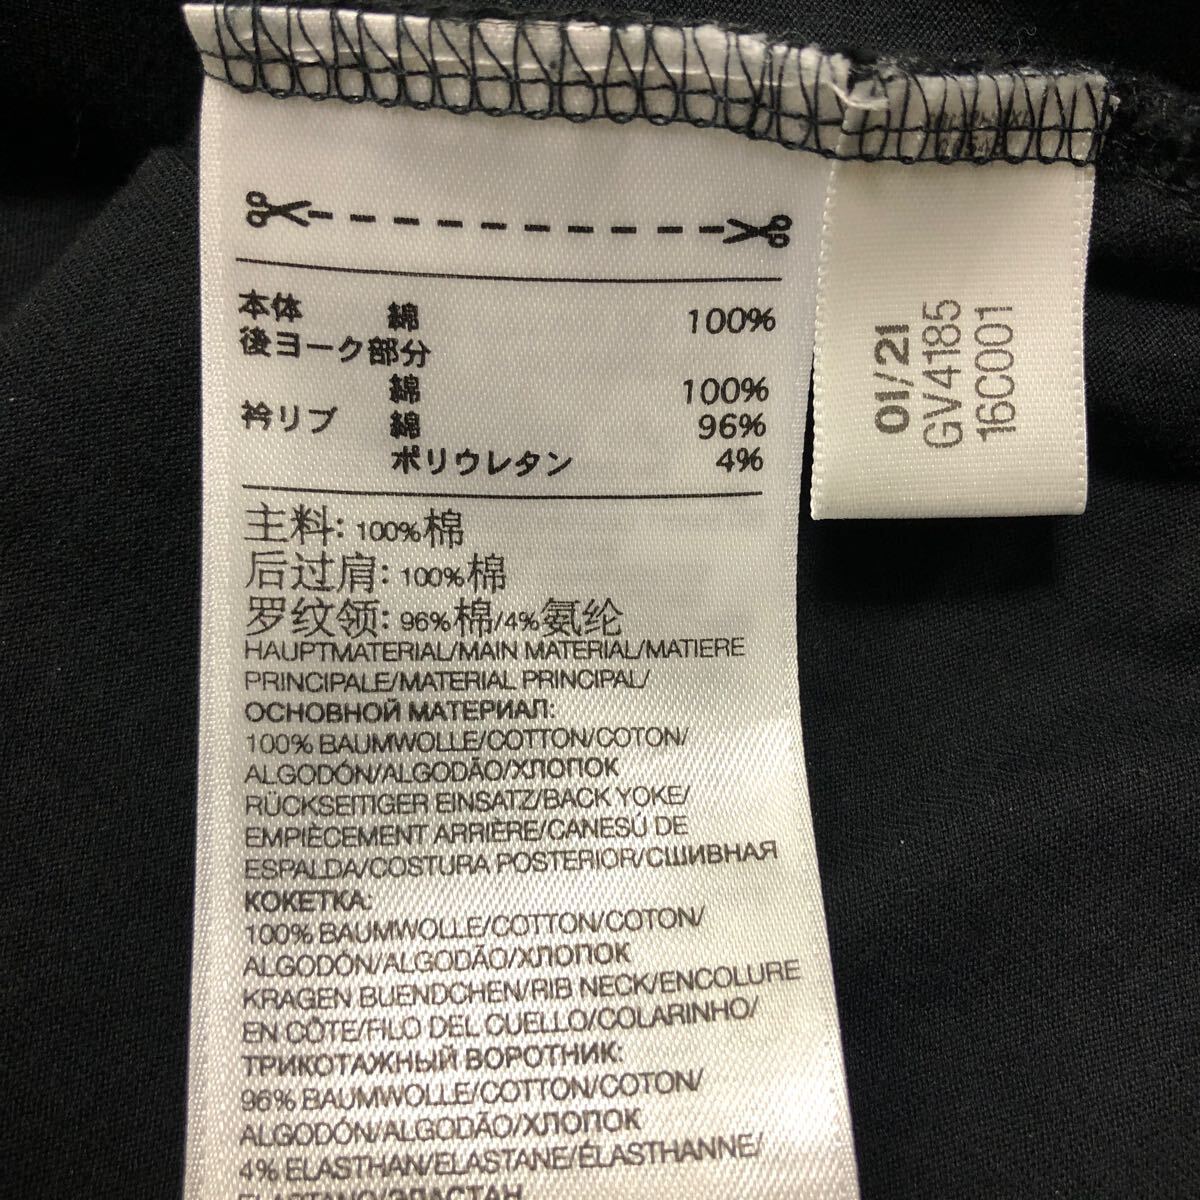 本体 綿 100%
後ヨーク部分
綿 100%
衿リブ 綿 96%
ポリウレタン 4%
主料: 100%棉
后过肩: 100%棉
罗纹领: 96%棉/4%氨纶
HAUPTMATERIAL/MAIN MATERIAL/MATIERE
PRINCIPALE/MATERIAL PRINCIPAL/
ОСНОВНОЙ МАТЕРИАЛ:
100% BAUMWOLLE/COTTON/COTON/
ALGODÓN/ALGODÃO/ХЛОПОК
RÜCKSEITIGER EINSATZ/BACK YOKE/
EMPIÈCEMENT ARRIÈRE/CANESÚ DE
ESPALDA/COSTURA POSTERIOR/СШИВНАЯ
КОКЕТКА:
100% BAUMWOLLE/COTTON/COTON/
ALGODÓN/ALGODÃO/ХЛОПОК
KRAGEN BUENDCHEN/RIB NECK/ENCOLURE
EN CÔTE/FILO DEL CUELLO/COLARINHO/
ТРИКОТАЖНЫЙ ВОРОТНИК:
96% BAUMWOLLE/COTTON/COTON/
ALGODÓN/ALGODÃO/ХЛОПОК
4% ELASTHAN/ELASTANE/ÉLASTHANNE/
ELASTANO/ЭЛАСТАН
01/21
GV4185
16C001